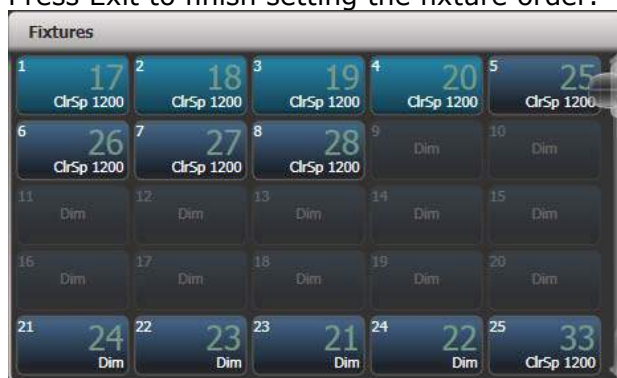 Press Exit to finish setting the fixture order.
Fixtures
1 17 2 18 3 19 4 20 5 25
ClrSp 1200 ClrSp 1200 ClrSp 1200 ClrSp 1200 ClrSp 1200
6 26 7 27 8 28 9 10
ClrSp 1200 ClrSp 1200 ClrSp 1200 Dim Dim
11 12 13 14 15
Dim Dim Dim Dim Dim
16 17 18 19 20
Dim Dim Dim Dim Dim
21 24 22 23 23 21 24 22 25 33
Dim Dim Dim Dim ClrSp 1200